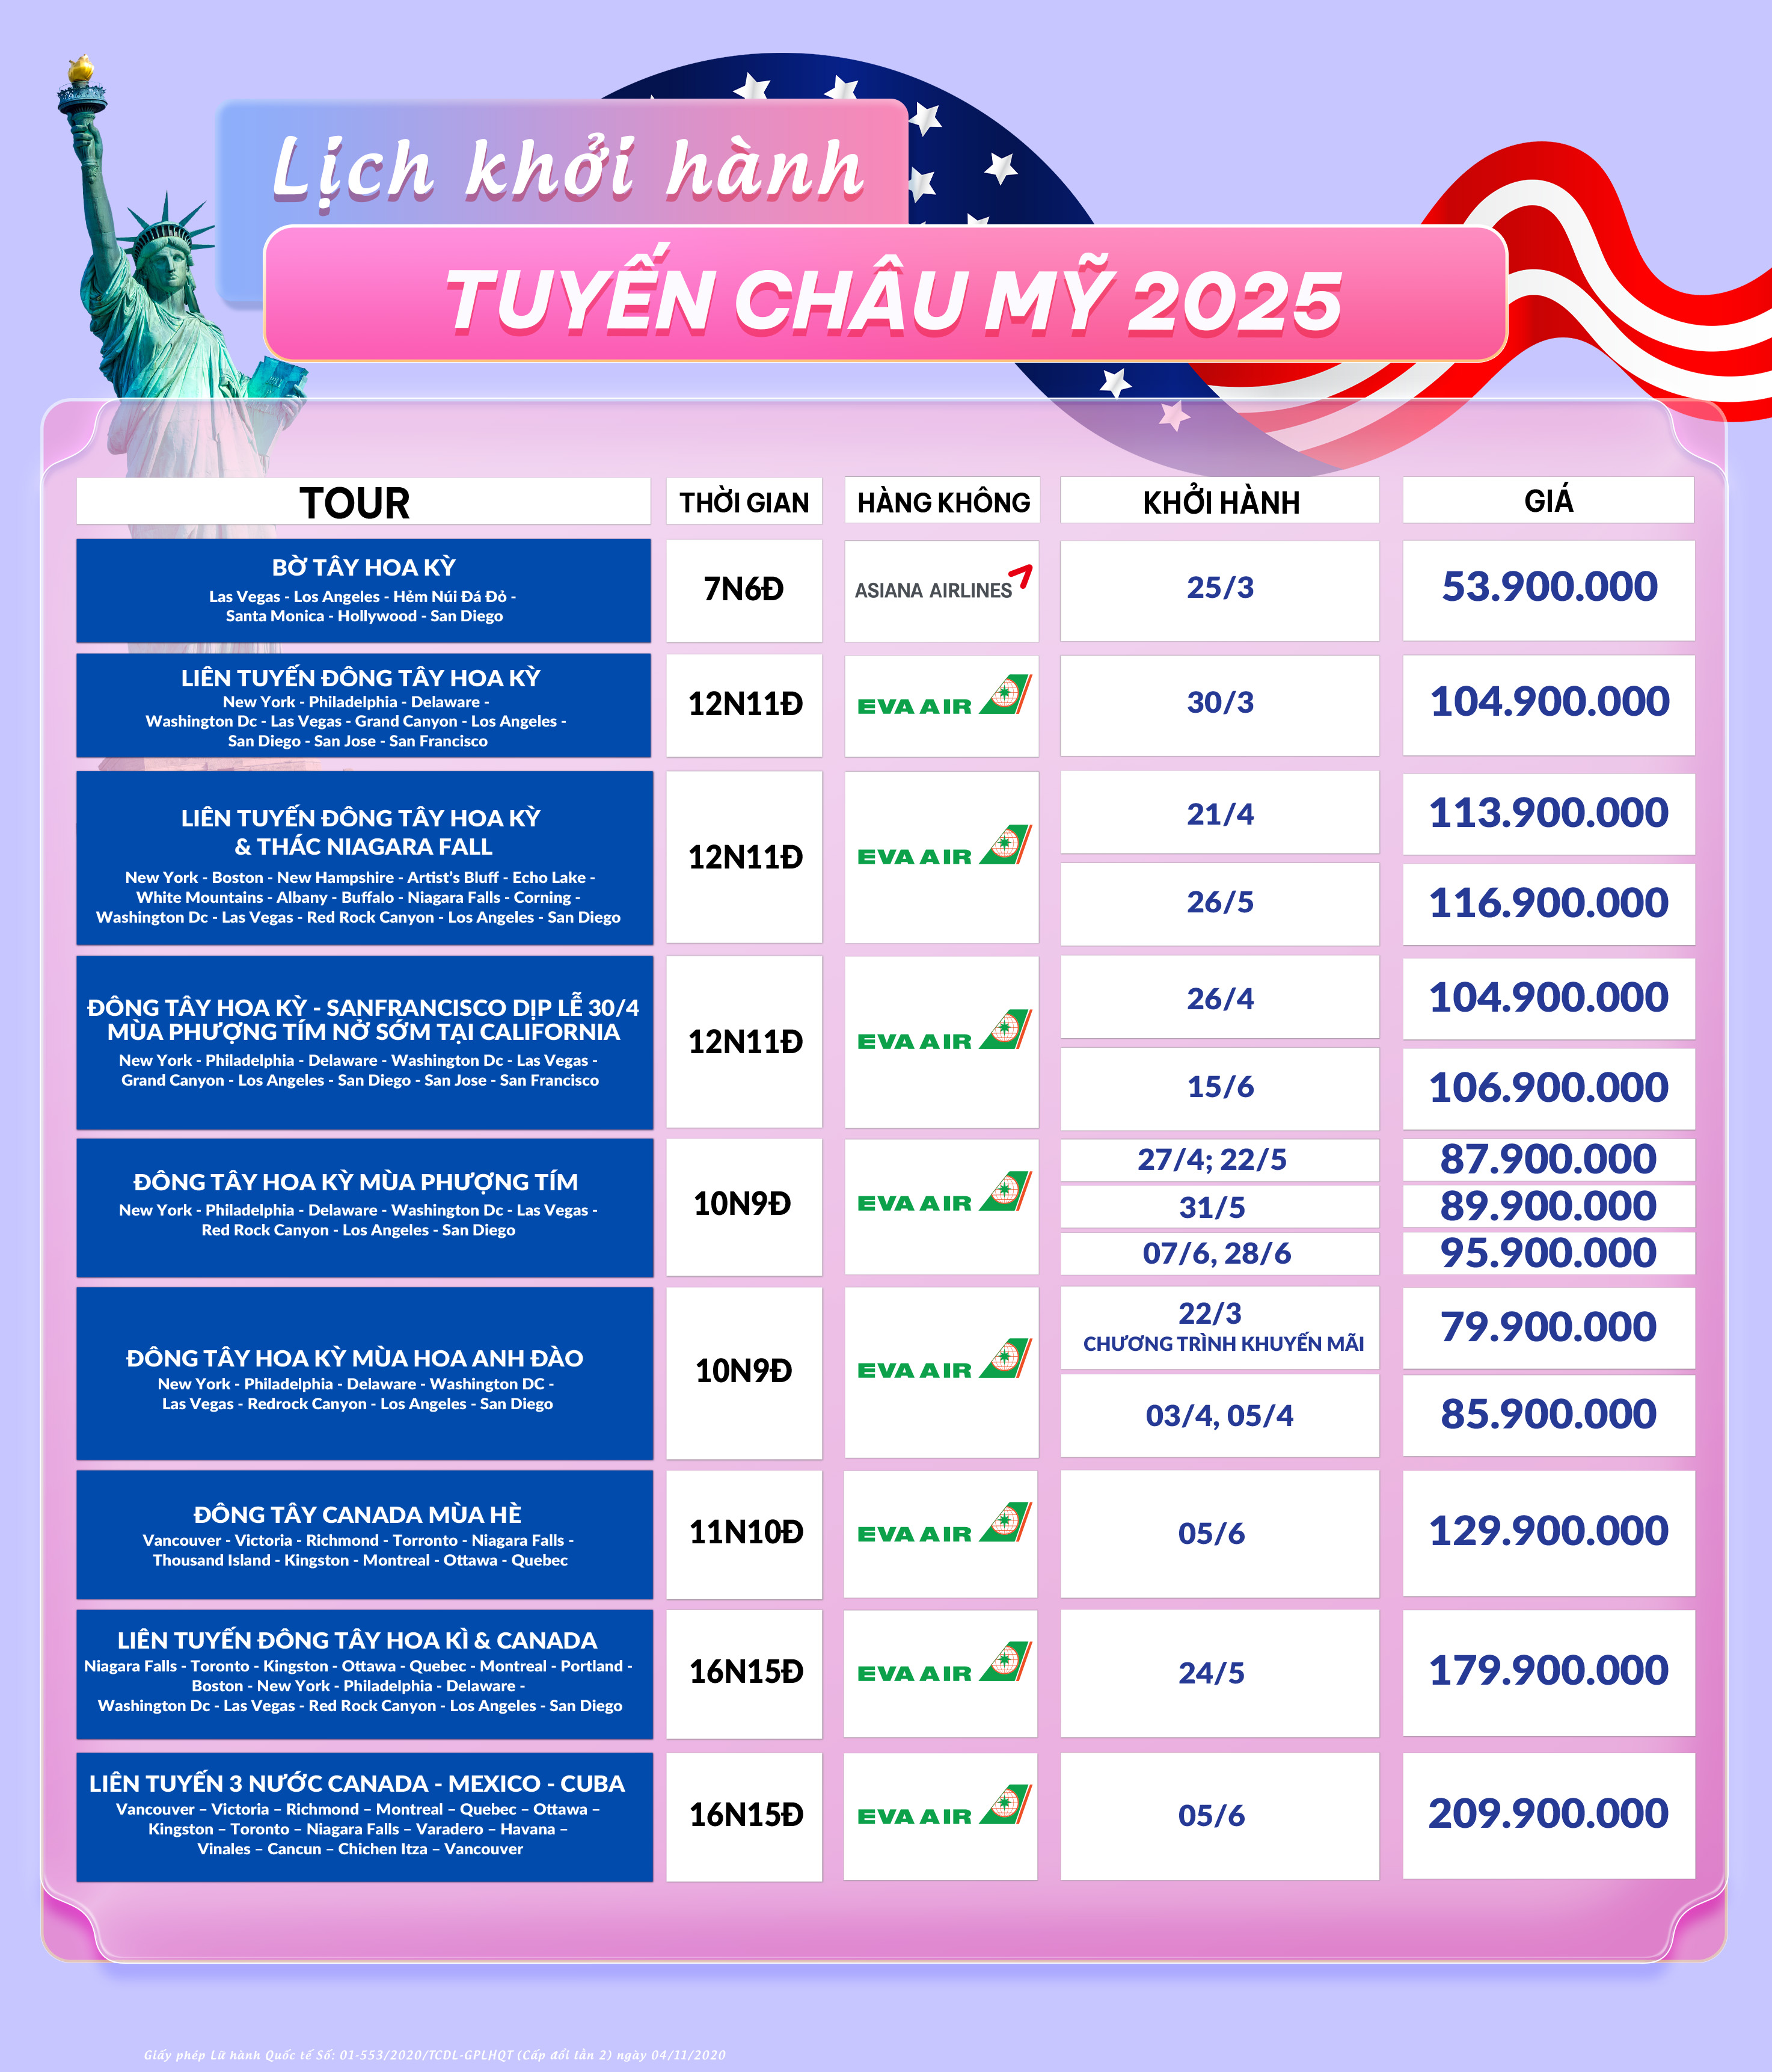 Lịch khởi hành
TUYẾN CHÂU MỸ 2025
TOUR
THỜI GIAN
HÀNG KHÔNG
KHỞI HÀNH
GIÁ
BỜ TÂY HOA KỲ
Las Vegas - Los Angeles - Hẻm Núi Đá Đỏ -
Santa Monica - Hollywood - San Diego
7N6Đ
ASIANA AIRLINES
25/3
53.900.000
LIÊN TUYẾN ĐÔNG TÂY HOA KỲ
New York - Philadelphia - Delaware -
Washington Dc - Las Vegas - Grand Canyon - Los Angeles -
San Diego - San Jose - San Francisco
12N11Đ
EVA AIR
30/3
104.900.000
LIÊN TUYẾN ĐÔNG TÂY HOA KỲ
& THÁC NIAGARA FALL
New York - Boston - New Hampshire - Artist's Bluff - Echo Lake -
White Mountains - Albany - Buffalo - Niagara Falls - Corning -
Washington Dc - Las Vegas - Red Rock Canyon - Los Angeles - San Diego
12N11Đ
EVA AIR
21/4
113.900.000
26/5
116.900.000
ĐÔNG TÂY HOA KỲ - SANFRANCISCO DỊP LỄ 30/4
MÙA PHƯỢNG TÍM NỞ SỚM TẠI CALIFORNIA
New York - Philadelphia - Delaware - Washington Dc - Las Vegas -
Grand Canyon - Los Angeles - San Diego - San Jose - San Francisco
12N11Đ
EVA AIR
26/4
104.900.000
15/6
106.900.000
ĐÔNG TÂY HOA KỲ MÙA PHƯỢNG TÍM
New York - Philadelphia - Delaware - Washington Dc - Las Vegas -
Red Rock Canyon - Los Angeles - San Diego
10N9Đ
EVA AIR
27/4; 22/5
87.900.000
31/5
89.900.000
07/6, 28/6
95.900.000
ĐÔNG TÂY HOA KỲ MÙA HOA ANH ĐÀO
New York - Philadelphia - Delaware - Washington DC -
Las Vegas - Redrock Canyon - Los Angeles - San Diego
10N9Đ
EVA AIR
22/3
CHƯƠNG TRÌNH KHUYẾN MÃI
79.900.000
03/4, 05/4
85.900.000
ĐÔNG TÂY CANADA MÙA HÈ
Vancouver - Victoria - Richmond - Torronto - Niagara Falls -
Thousand Island - Kingston - Montreal - Ottawa - Quebec
11N10Đ
EVA AIR
05/6
129.900.000
LIÊN TUYẾN ĐÔNG TÂY HOA KÌ & CANADA
Niagara Falls - Toronto - Kingston - Ottawa - Quebec - Montreal - Portland -
Boston - New York - Philadelphia - Delaware -
Washington Dc - Las Vegas - Red Rock Canyon - Los Angeles - San Diego
16N15Đ
EVA AIR
24/5
179.900.000
LIÊN TUYẾN 3 NƯỚC CANADA - MEXICO - CUBA
Vancouver – Victoria – Richmond – Montreal – Quebec – Ottawa –
Kingston – Toronto – Niagara Falls – Varadero – Havana –
Vinales – Cancun – Chichen Itza – Vancouver
16N15Đ
EVA AIR
05/6
209.900.000
Giấy phép Lữ hành Quốc tế Số: 01-553/2020/TCDL-GPLHQT (Cấp đổi lần 2) ngày 04/11/2020